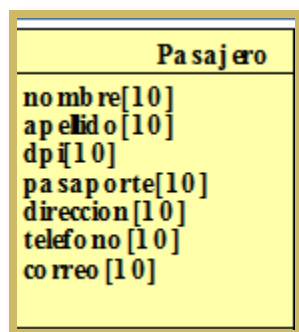 Pasajero
nombre[10]
apellido[10]
dpi[10]
pasaporte[10]
direccion[10]
telefono[10]
correo[10]